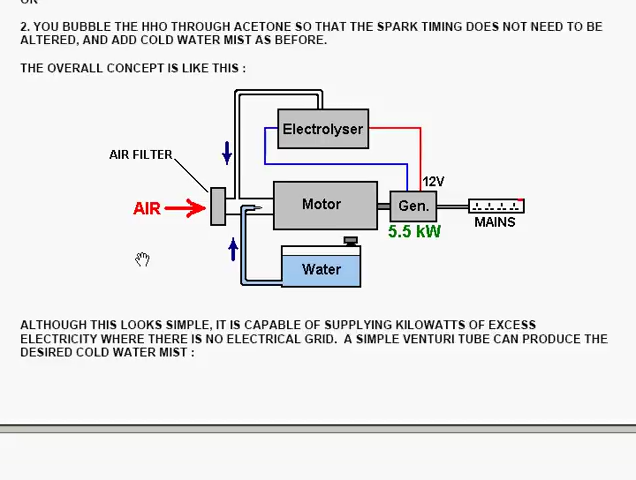 2. YOU BUBBLE THE HHO THROUGH ACETONE SO THAT THE SPARK TIMING DOES NOT NEED TO BE
ALTERED, AND ADD COLD WATER MIST AS BEFORE.
THE OVERALL CONCEPT IS LIKE THIS :
Electrolyser
AIR FILTER
12V
AIR
Motor
Gen.
MAINS
5.5 kW
Water
ALTHOUGH THIS LOOKS SIMPLE, IT IS CAPABLE OF SUPPLYING KILOWATTS OF EXCESS
ELECTRICITY WHERE THERE IS NO ELECTRICAL GRID. A SIMPLE VENTURI TUBE CAN PRODUCE THE
DESIRED COLD WATER MIST :